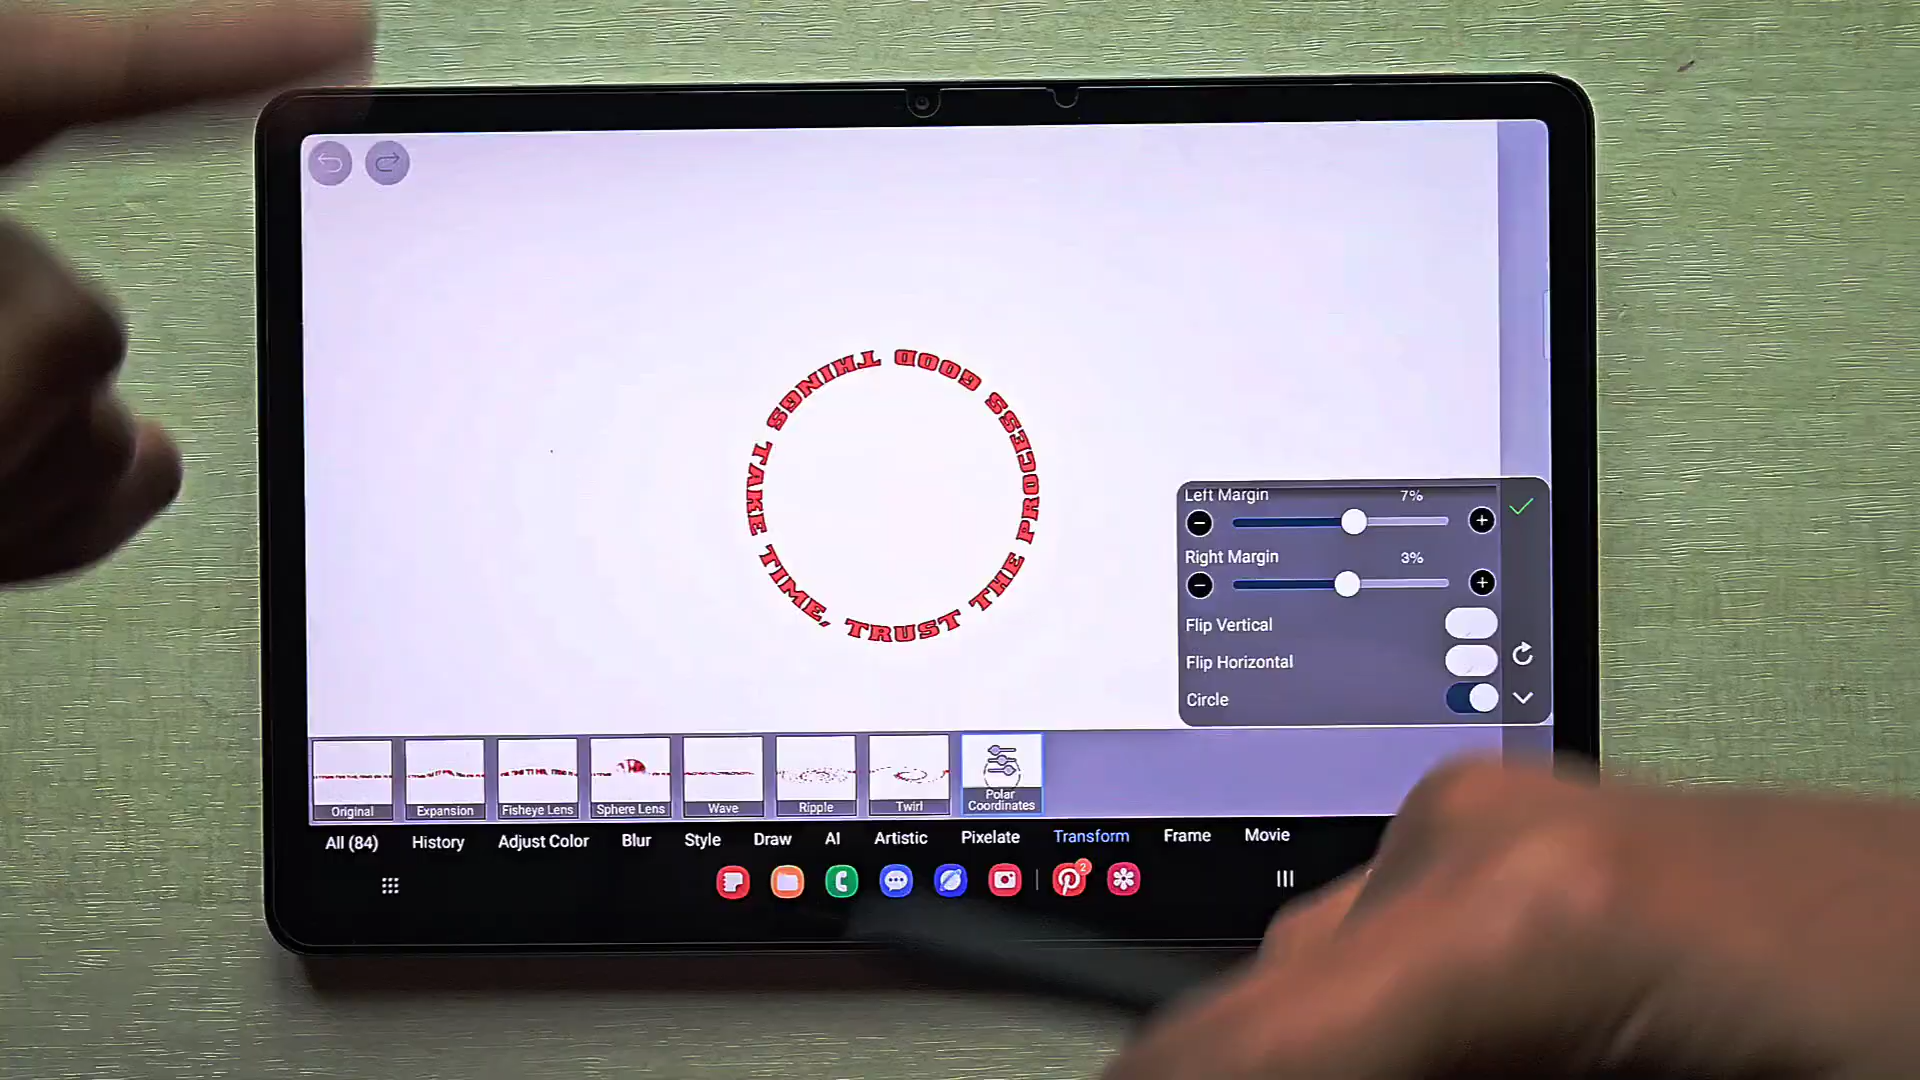 GOOD THINGS TAKE TIME, TRUST THE PROCESS
Left Margin 7%
Right Margin 3%
Flip Vertical
Flip Horizontal
Circle
Original
Expansion
Fisheye Lens
Sphere Lens
Wave
Ripple
Twirl
Polar
Coordinates
All (84) History Adjust Color Blur Style Draw AI Artistic Pixelate Transform Frame Movie
2